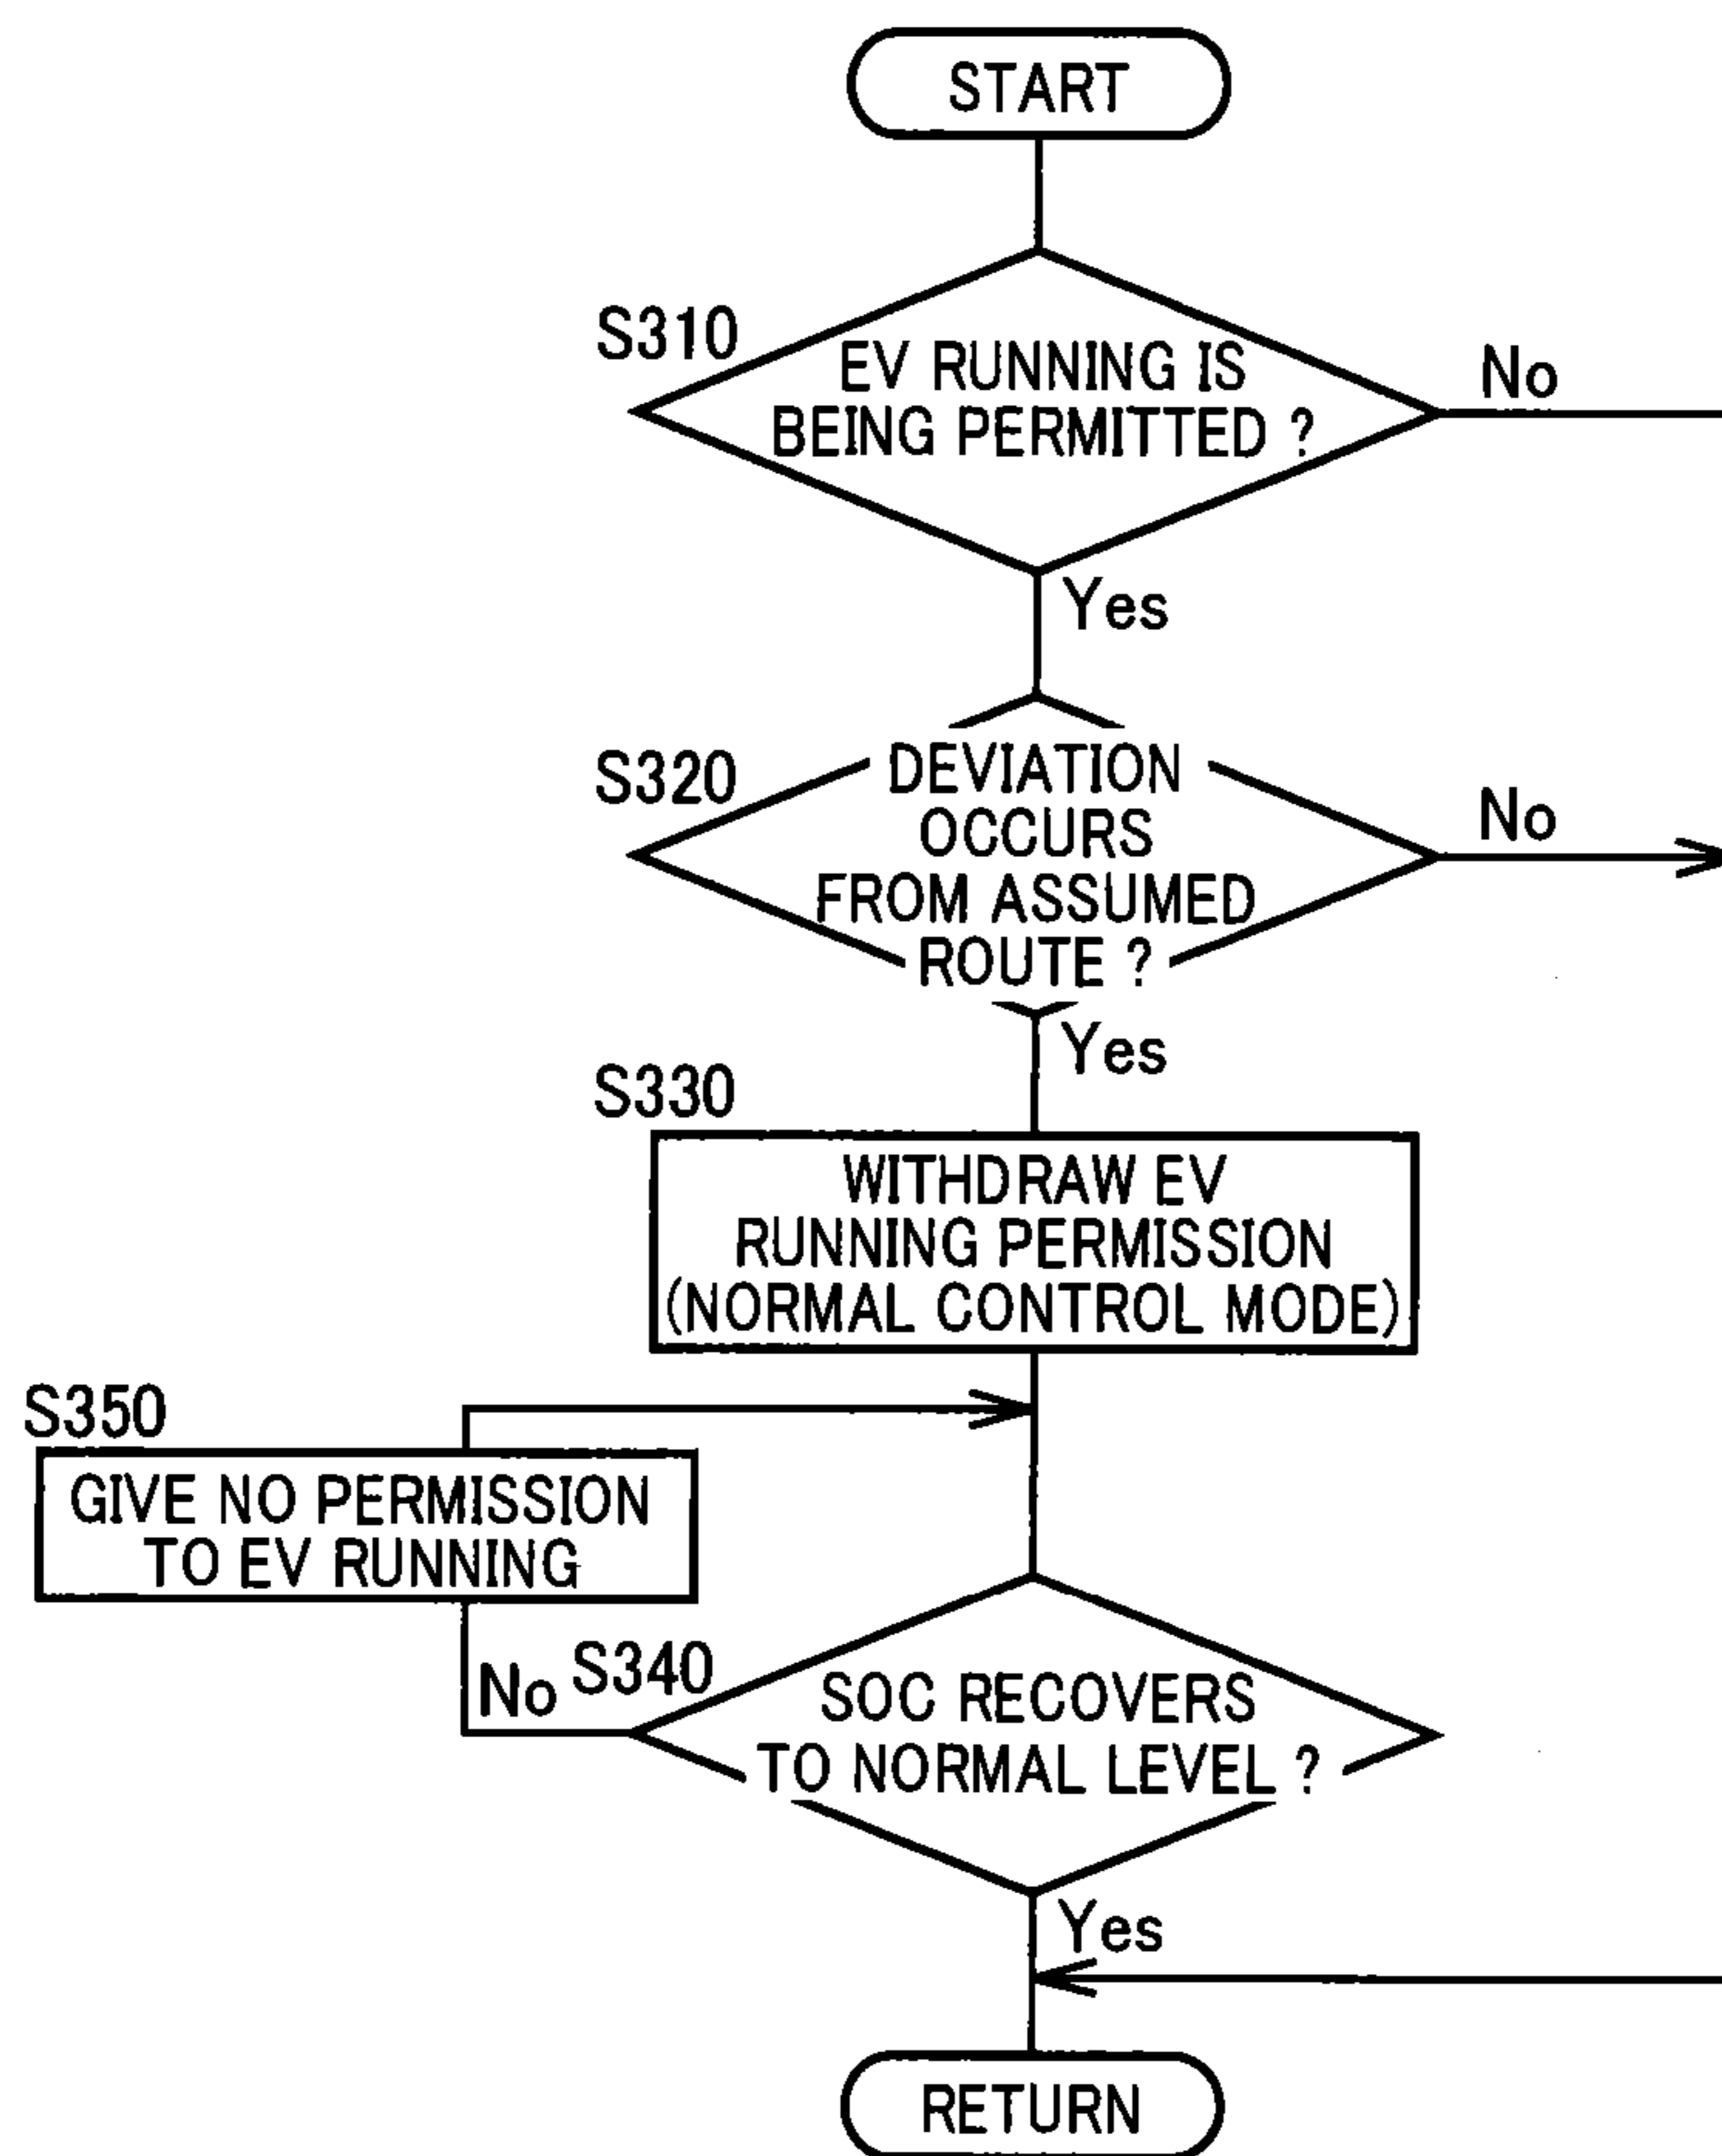 START
S310
EV RUNNING IS
BEING PERMITTED ?
No
Yes
S320
DEVIATION
OCCURS
FROM ASSUMED
ROUTE ?
No
Yes
S330
WITHDRAW EV
RUNNING PERMISSION
(NORMAL CONTROL MODE)
S350
GIVE NO PERMISSION
TO EV RUNNING
No
S340
SOC RECOVERS
TO NORMAL LEVEL ?
Yes
RETURN